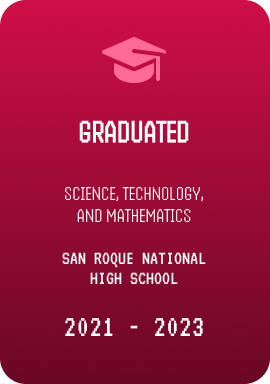 GRADUATED
SCIENCE, TECHNOLOGY,
AND MATHEMATICS
SAN ROQUE NATIONAL
HIGH SCHOOL
2021 - 2023